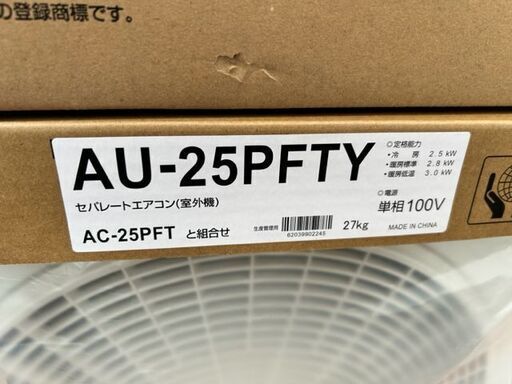 の登録商標です。
AU-25PFTY
セパレートエアコン(室外機)
AC-25PFT と組合せ
生産管理用
62039902245
27kg
○定格能力
・冷 房 2.5 kW
・暖房標準 2.8 kW
・暖房低温 3.0 kW
○電源
単相100V
MADE IN CHINA